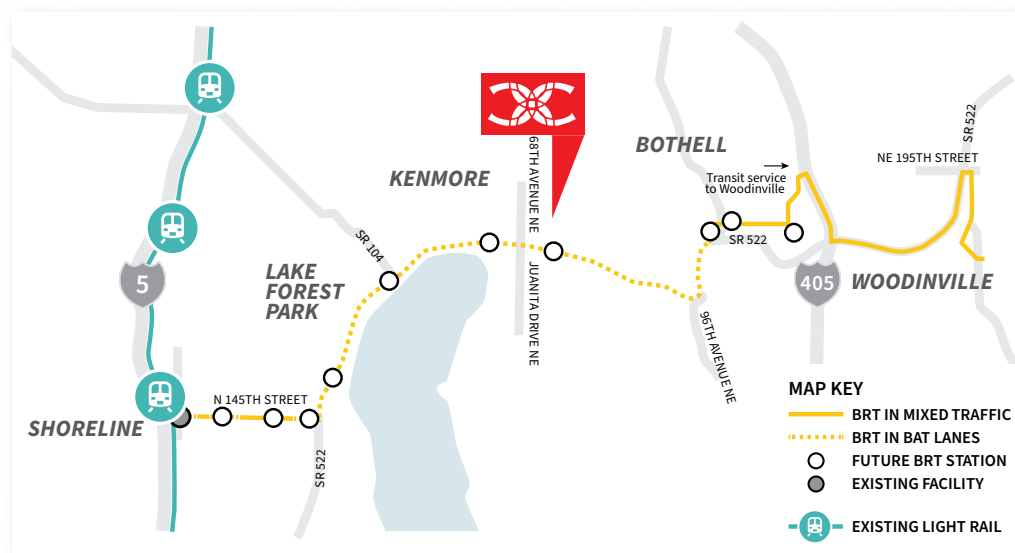 68TH AVENUE NE
BOTHELL
SR 522
NE 195TH STREET
KENMORE
Transit service
to Woodinville
SR 104
SR 522
LAKE
FOREST
PARK
JUANITA DRIVE NE
5
405
WOODINVILLE
96TH AVENUE NE
N 145TH STREET
SHORELINE
SR 522
MAP KEY
BRT IN MIXED TRAFFIC
BRT IN BAT LANES
FUTURE BRT STATION
EXISTING FACILITY
EXISTING LIGHT RAIL